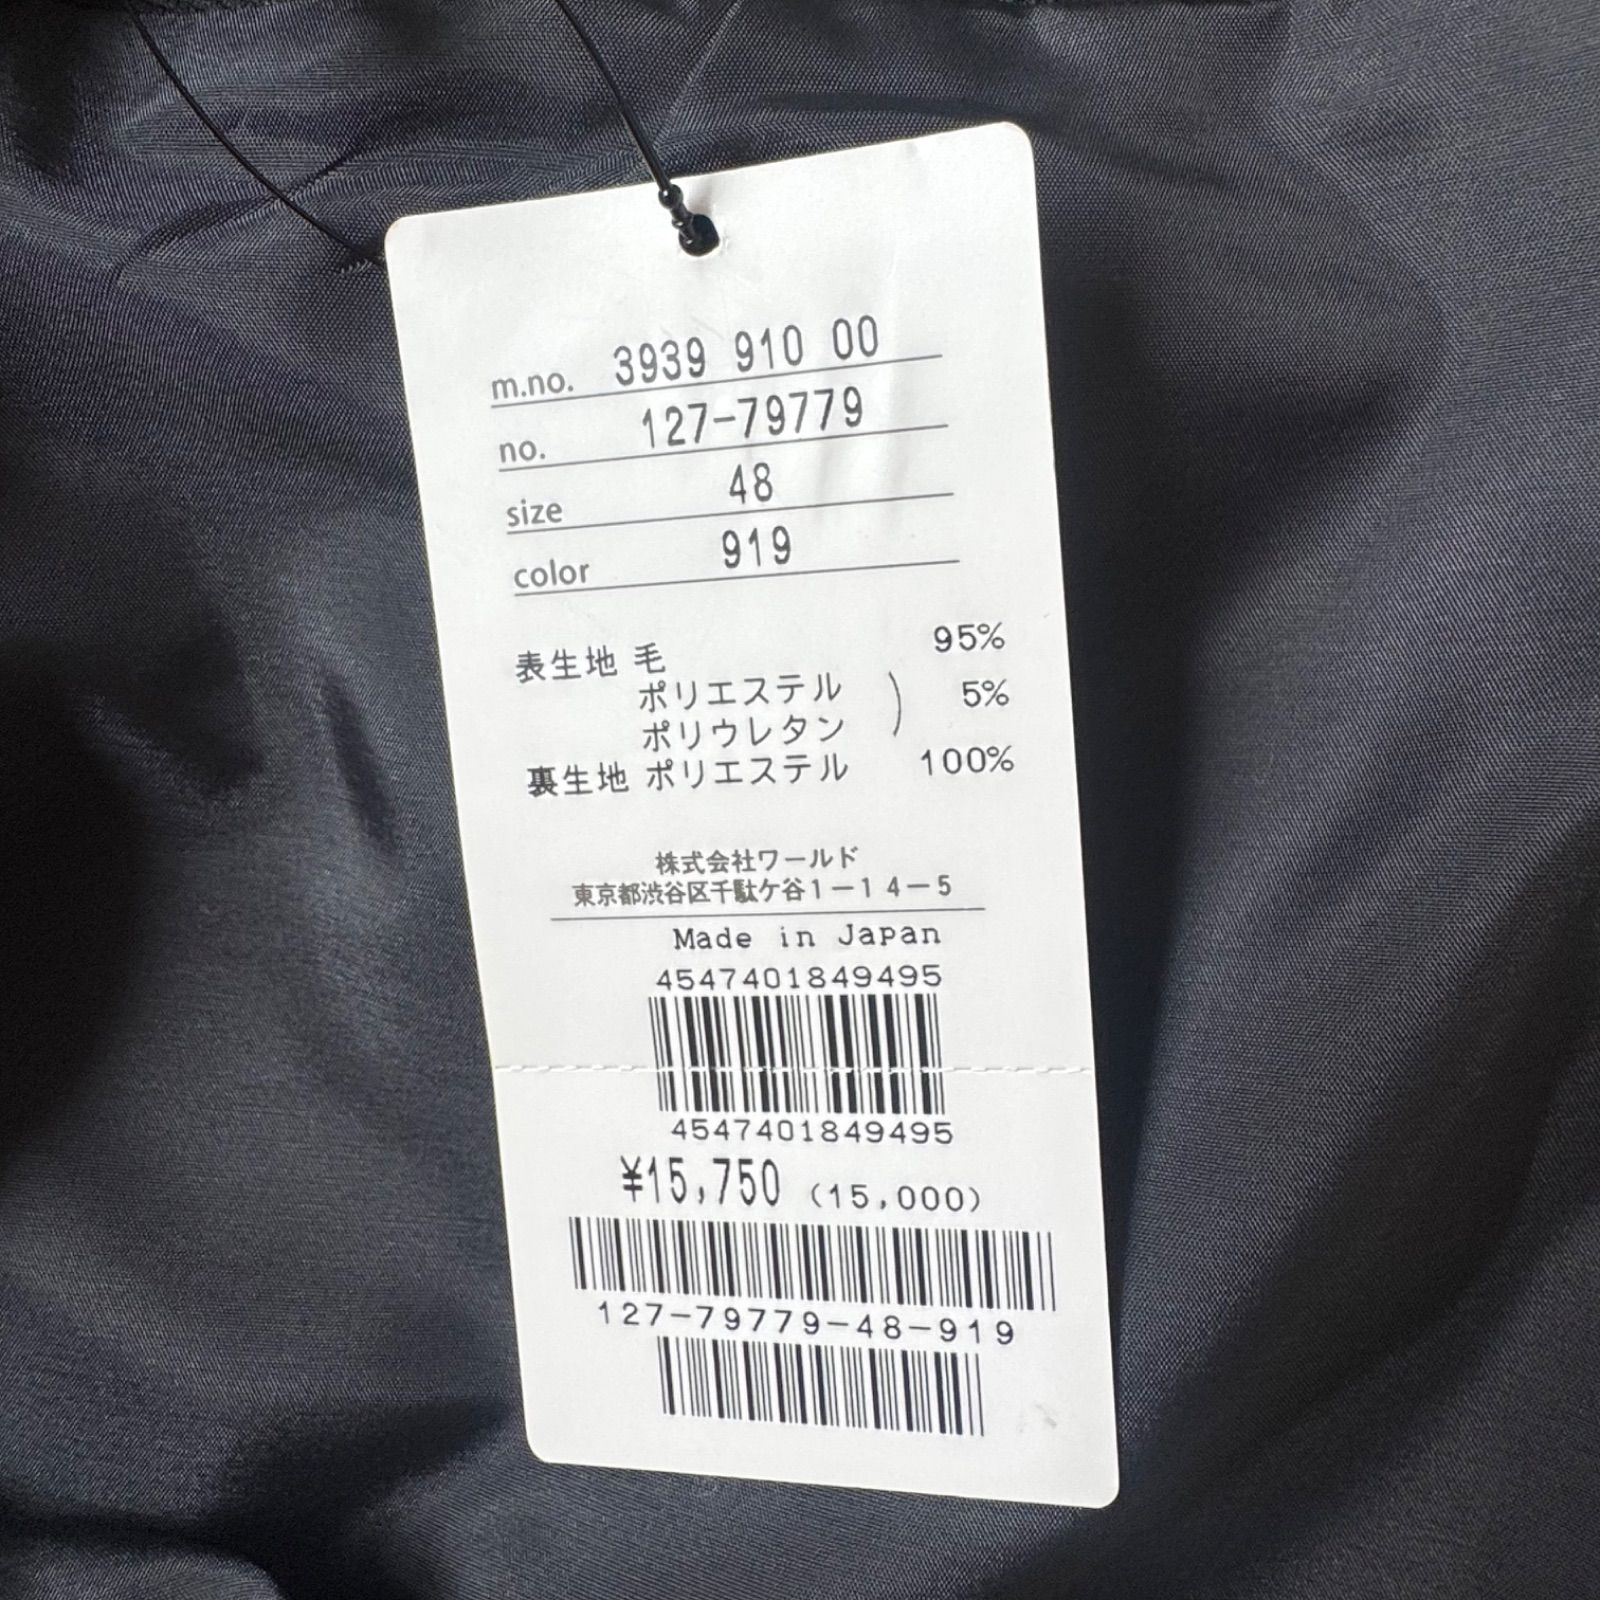 m.no. 3939 910 00
no. 127-79779
size 48
color 919
表生地 毛 95%
ポリエステル ) 5%
ポリウレタン
裏生地 ポリエステル 100%
株式会社ワールド
東京都渋谷区千駄ケ谷1-14-5
Made in Japan
4547401849495
4547401849495
¥15,750 (15,000)
127-79779-48-919